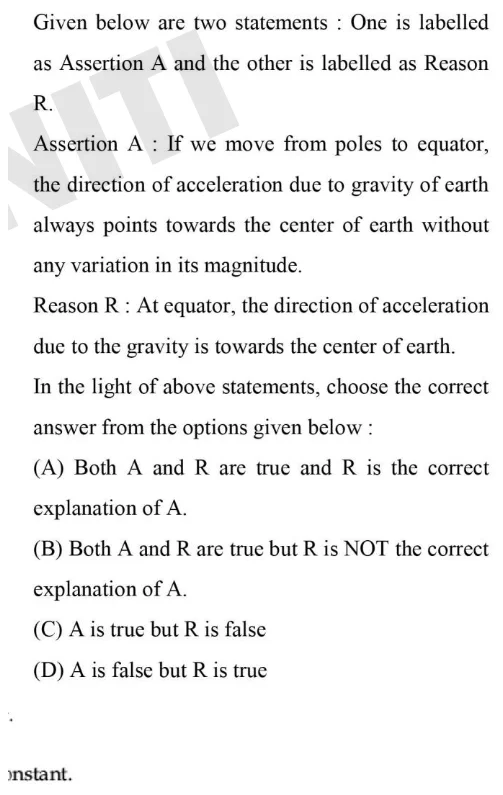 Given below are two statements : One is labelled
as Assertion A and the other is labelled as Reason
R.
Assertion A : If we move from poles to equator,
the direction of acceleration due to gravity of earth
always points towards the center of earth without
any variation in its magnitude.
Reason R : At equator, the direction of acceleration
due to the gravity is towards the center of earth.
In the light of above statements, choose the correct
answer from the options given below :
(A) Both A and R are true and R is the correct
explanation of A.
(B) Both A and R are true but R is NOT the correct
explanation of A.
(C) A is true but R is false
(D) A is false but R is true
.
onstant.
NITI